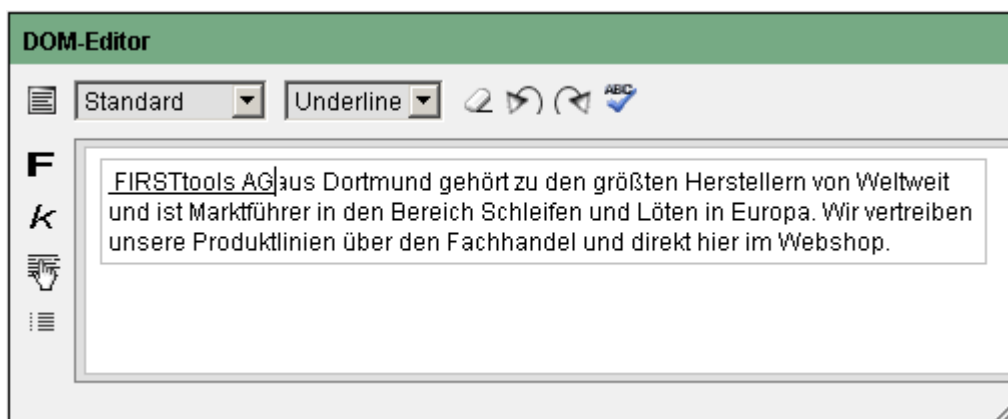 DOM-Editor
Standard Underline ABC
F
k
FIRSTtools AG aus Dortmund gehört zu den größten Herstellern von Weltweit
und ist Marktführer in den Bereich Schleifen und Löten in Europa. Wir vertreiben
unsere Produktlinien über den Fachhandel und direkt hier im Webshop.